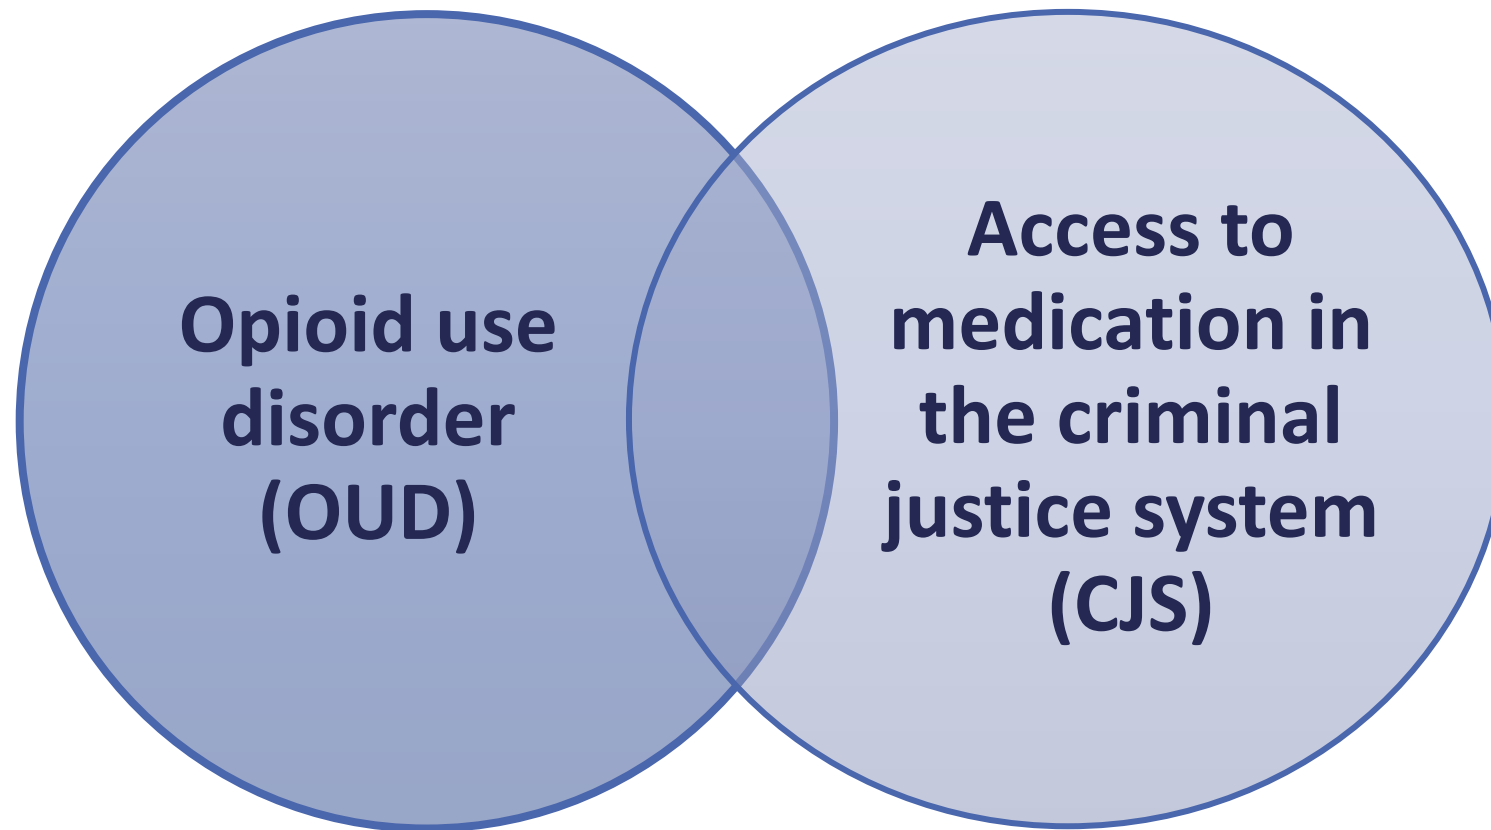 Opioid use
disorder
(OUD)
Access to
medication in
the criminal
justice system
(CJS)